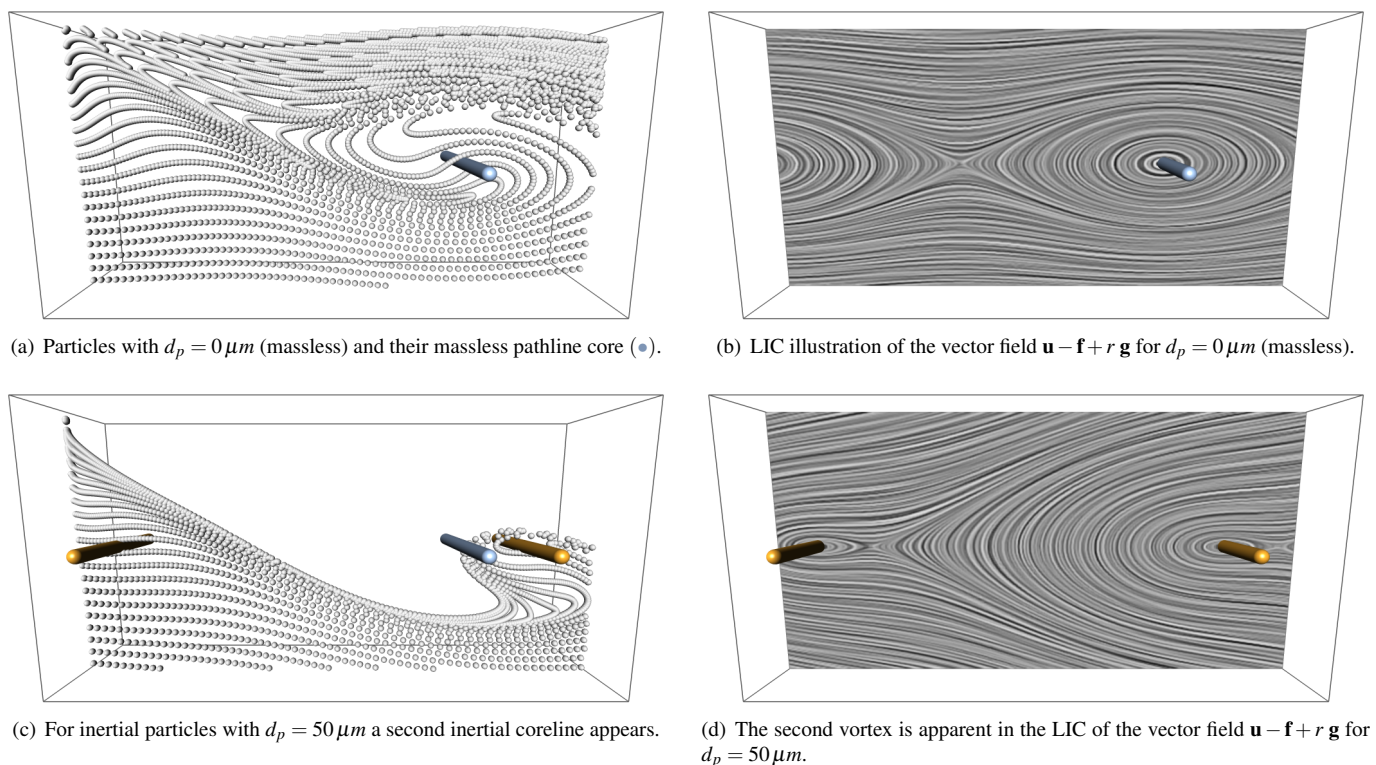 (a) Particles with d_p = 0 μm (massless) and their massless pathline core (•).
(b) LIC illustration of the vector field u − f + r g for d_p = 0 μm (massless).
(c) For inertial particles with d_p = 50 μm a second inertial coreline appears.
(d) The second vortex is apparent in the LIC of the vector field u − f + r g for
d_p = 50 μm.